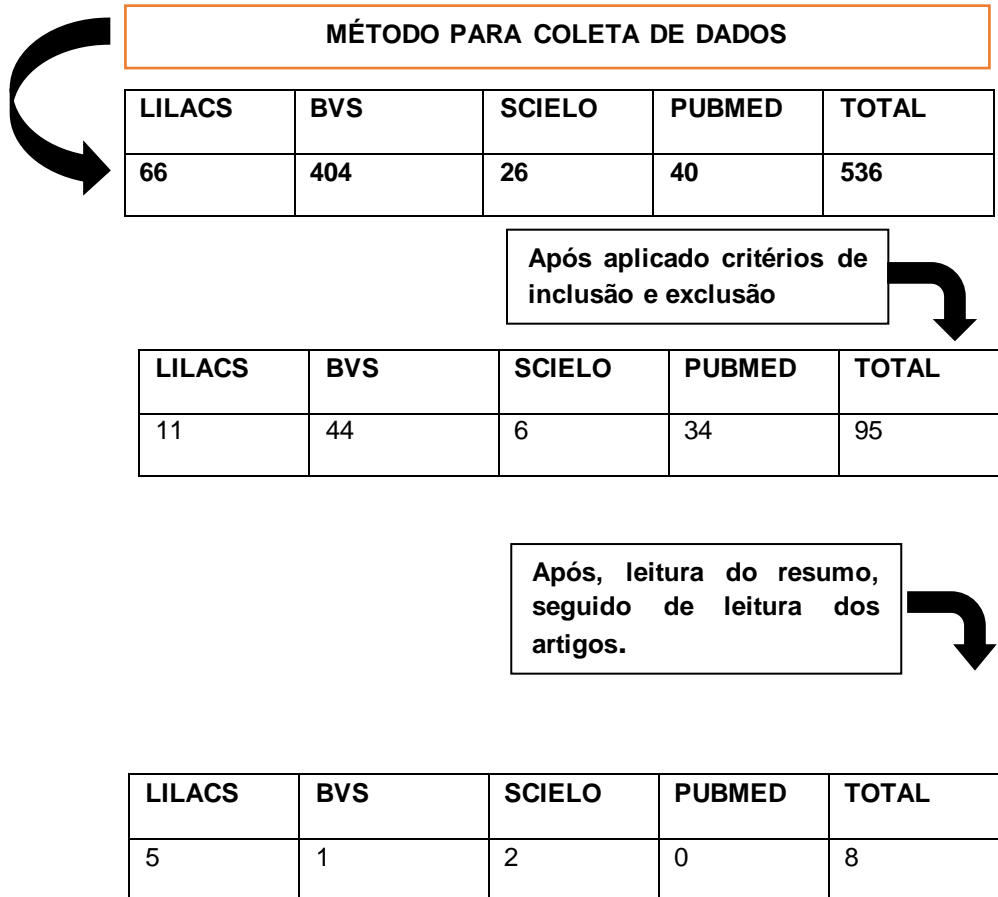 MÉTODO PARA COLETA DE DADOS
LILACS BVS SCIELO PUBMED TOTAL
66 404 26 40 536
Após aplicado critérios de
inclusão e exclusão
LILACS BVS SCIELO PUBMED TOTAL
11 44 6 34 95
Após, leitura do resumo,
seguido de leitura dos
artigos.
LILACS BVS SCIELO PUBMED TOTAL
5 1 2 0 8